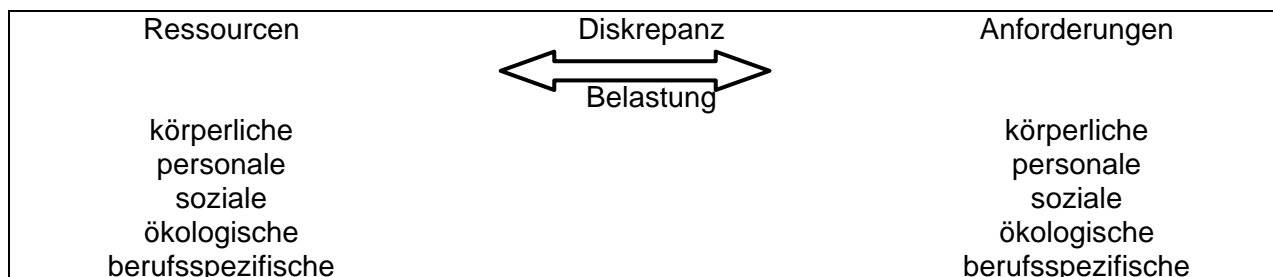 Ressourcen Diskrepanz Anforderungen
Belastung
körperliche körperliche
personale personale
soziale soziale
ökologische ökologische
berufsspezifische berufsspezifische